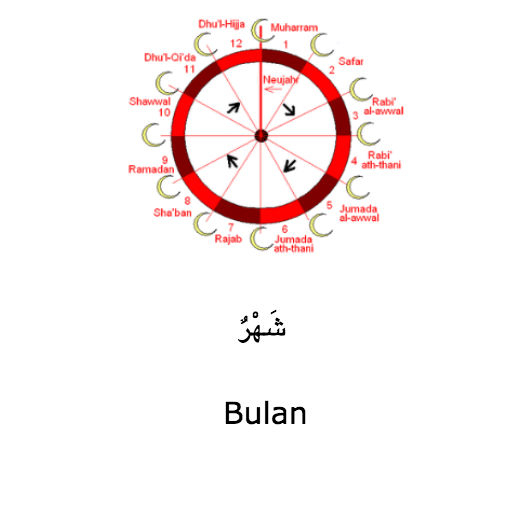 Muharram
1
Safar
2
Rabi'
al-awwal
3
Rabi'
ath-thani
4
Jumada
al-awwal
5
Jumada
ath-thani
6
Rajab
7
Sha'ban
8
Ramadan
9
Shawwal
10
Dhu'l-Qi'da
11
Dhu'l-Hijja
12
Neujahr
شَهْرٌ
Bulan